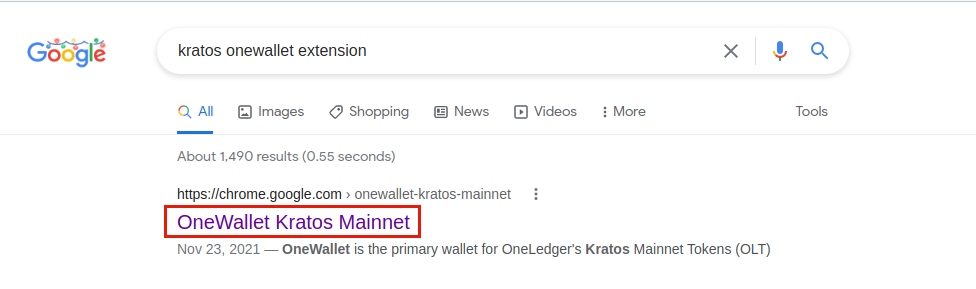 Google
kratos onewallet extension
All Images Shopping News Videos More Tools
About 1,490 results (0.55 seconds)
https://chrome.google.com › onewallet-kratos-mainnet
OneWallet Kratos Mainnet
Nov 23, 2021 — OneWallet is the primary wallet for OneLedger's Kratos Mainnet Tokens (OLT)